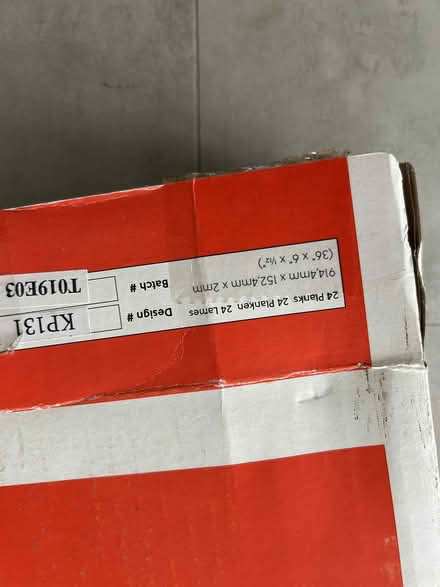 24 Planks 24 Planken 24 Lames
914,4mm x 152,4mm x 2mm
(36" x 6" x 1/12")
Design # KP131
Batch # T019E03